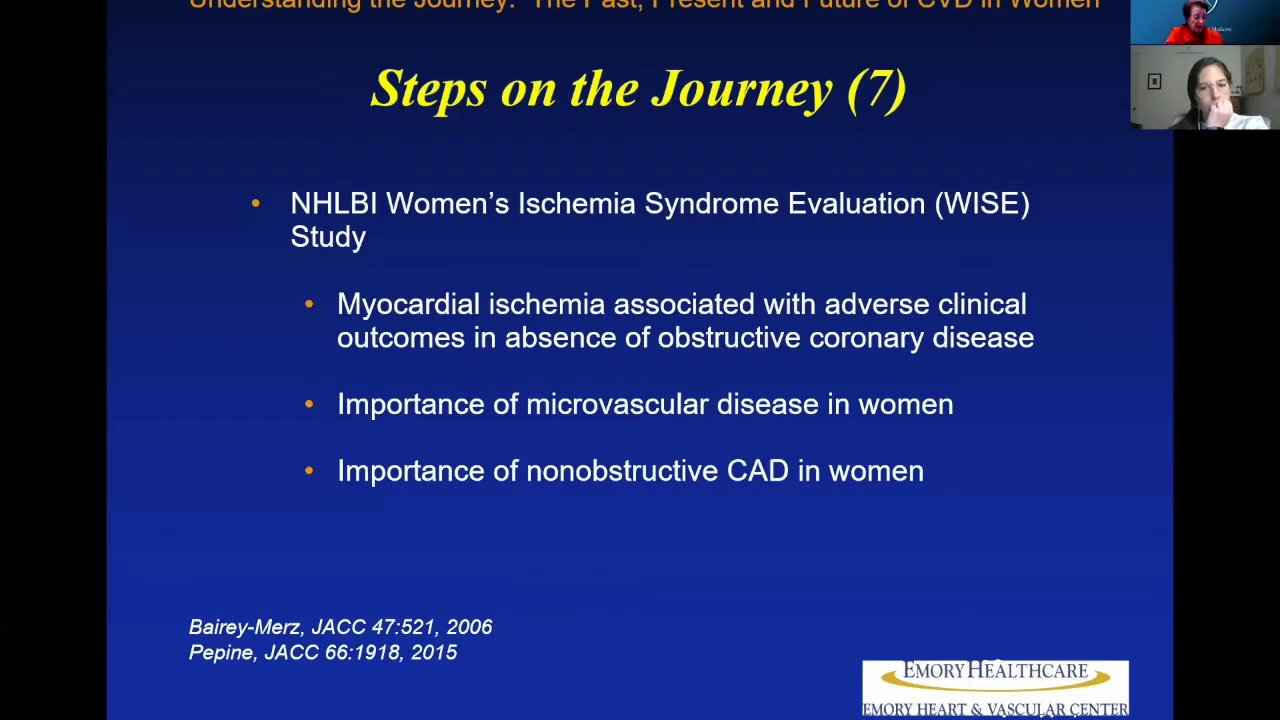 Understanding the Journey: The Past, Present and Future of CVD in Women
Medicine
Steps on the Journey (7)
• NHLBI Women’s Ischemia Syndrome Evaluation (WISE)
Study
• Myocardial ischemia associated with adverse clinical
outcomes in absence of obstructive coronary disease
• Importance of microvascular disease in women
• Importance of nonobstructive CAD in women
Bairey-Merz, JACC 47:521, 2006
Pepine, JACC 66:1918, 2015
EMORY HEALTHCARE
EMORY HEART & VASCULAR CENTER